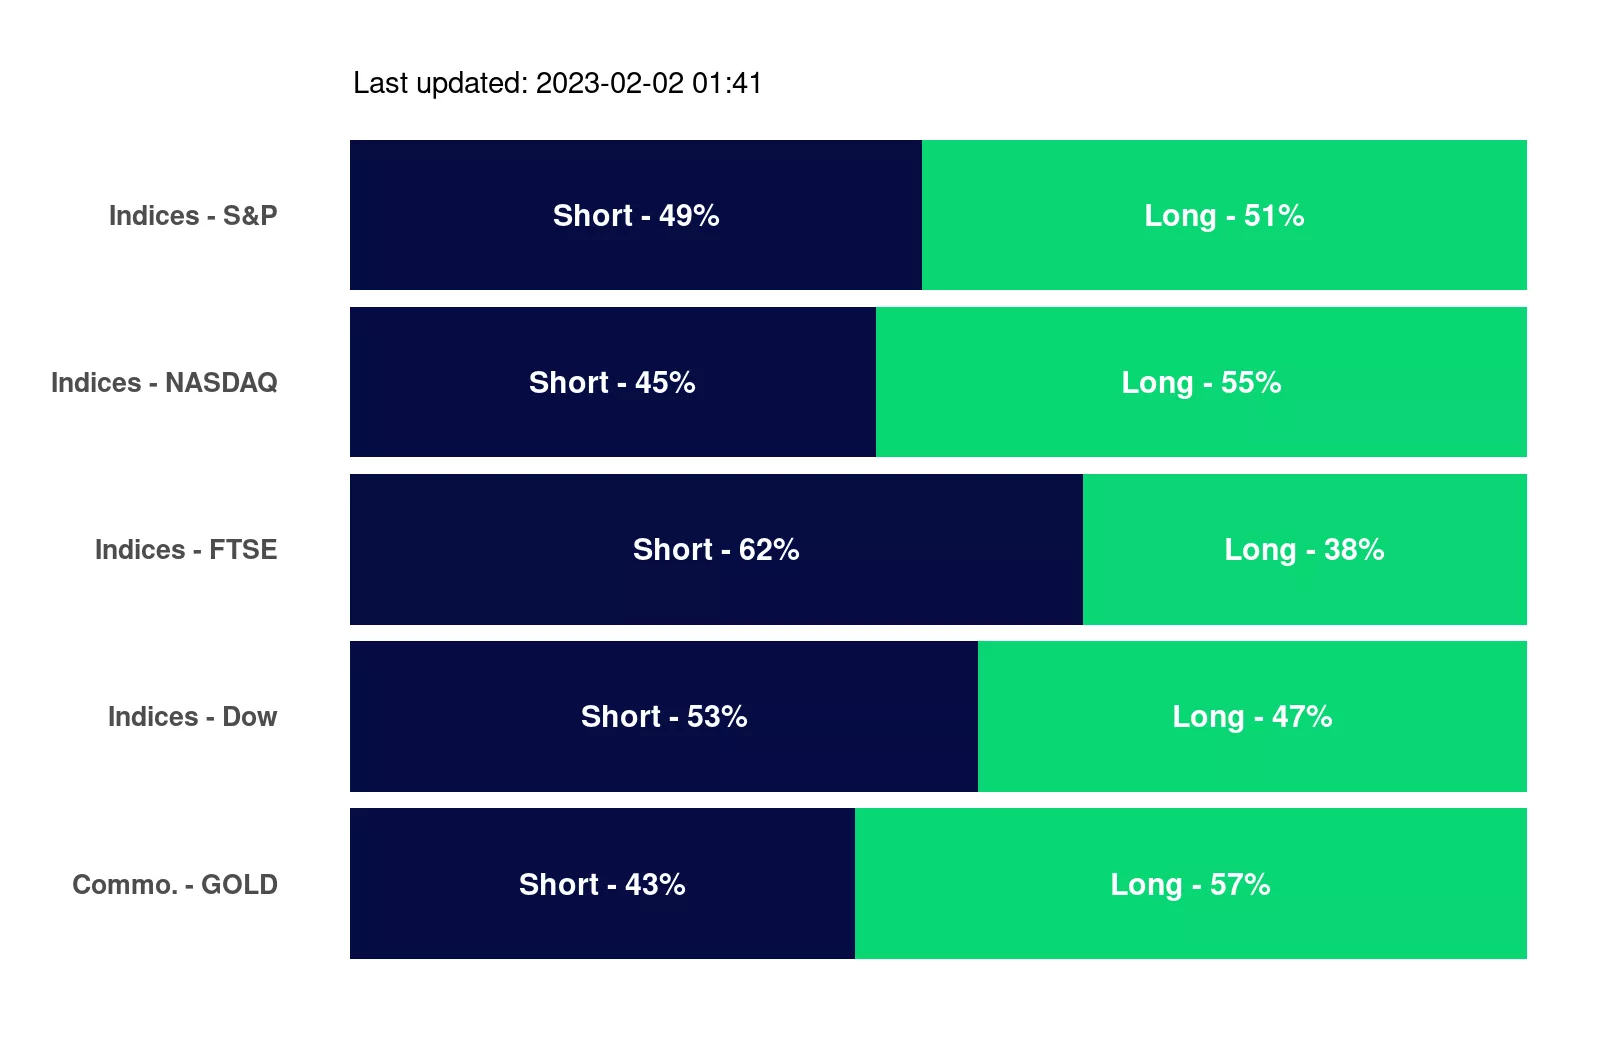 Last updated: 2023-02-02 01:41
Indices - S&P Short - 49% Long - 51%
Indices - NASDAQ Short - 45% Long - 55%
Indices - FTSE Short - 62% Long - 38%
Indices - Dow Short - 53% Long - 47%
Commo. - GOLD Short - 43% Long - 57%